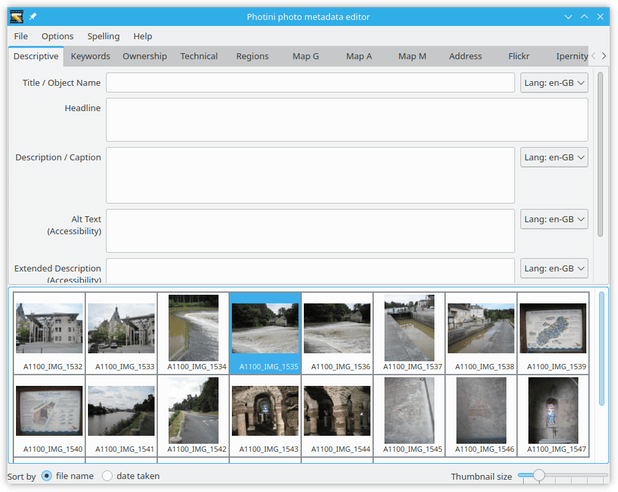 Photini photo metadata editor
File Options Spelling Help
Descriptive Keywords Ownership Technical Regions Map G Map A Map M Address Flickr Ipernity
Title / Object Name Lang: en-GB
Headline
Description / Caption Lang: en-GB
Alt Text Lang: en-GB
(Accessibility)
Extended Description Lang: en-GB
(Accessibility)
A1100_IMG_1532 A1100_IMG_1533 A1100_IMG_1534 A1100_IMG_1535 A1100_IMG_1536 A1100_IMG_1537 A1100_IMG_1538 A1100_IMG_1539
A1100_IMG_1540 A1100_IMG_1541 A1100_IMG_1542 A1100_IMG_1543 A1100_IMG_1544 A1100_IMG_1545 A1100_IMG_1546 A1100_IMG_1547
Sort by file name date taken Thumbnail size